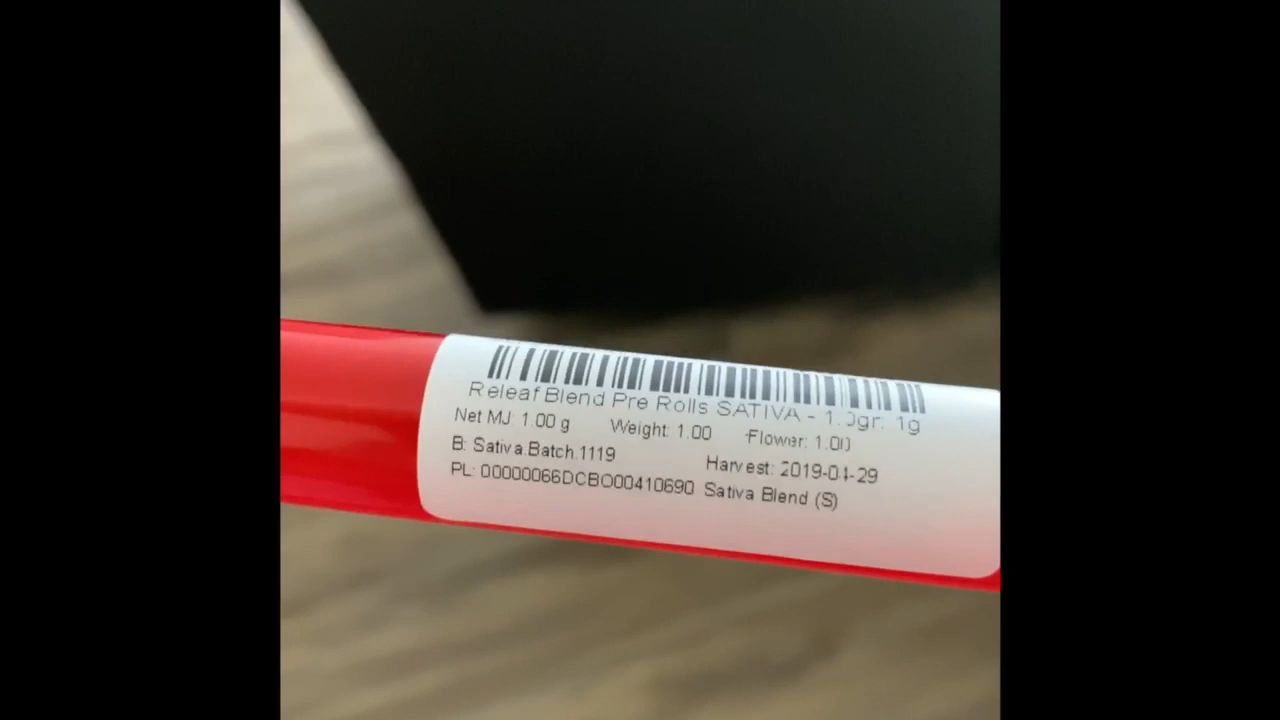 Releaf Blend Pre Rolls SATIVA - 1.0gr: 1g
Net MJ: 1.00 g Weight: 1.00 Flower: 1.00
B: Sativa.Batch.1119 Harvest: 2019-04-29
PL: 00000066DCBO00410690 Sativa Blend (S)